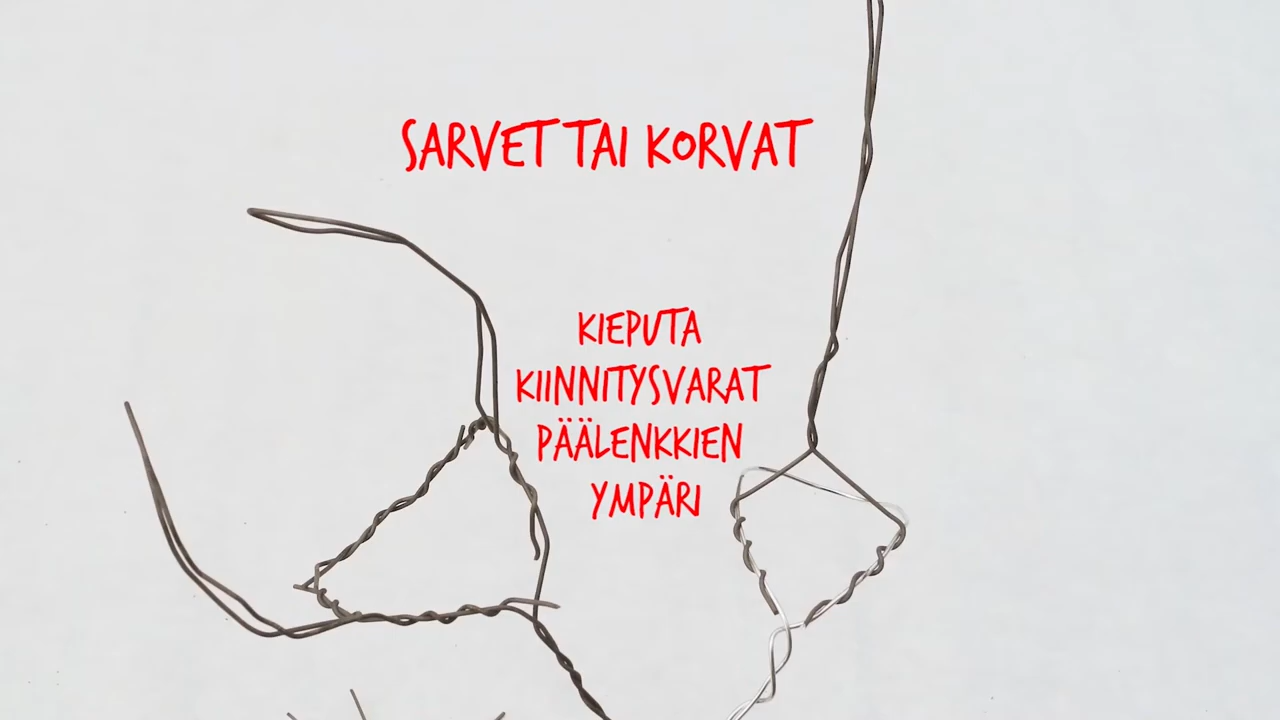 SARVET TAI KORVAT
KIEPUTA
KIINNITYSVARAT
PÄÄLENKKIEN
YMPÄRI